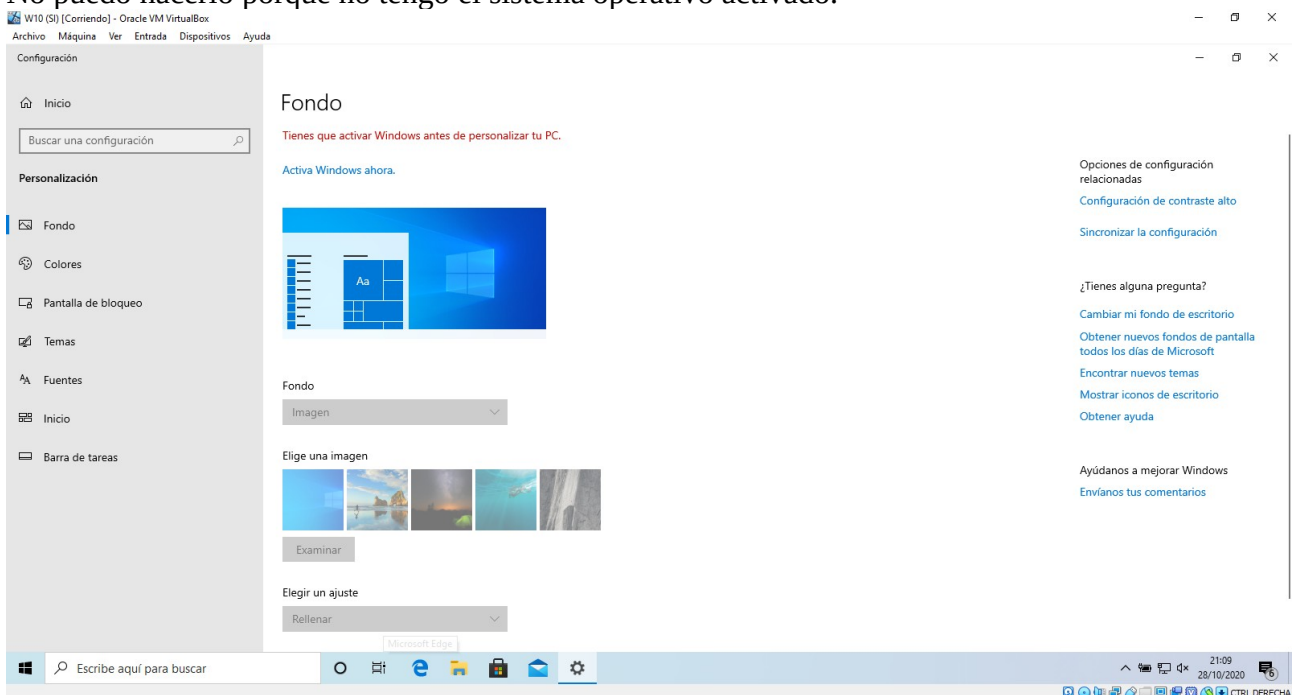 No puedo hacerlo porque no tengo el sistema operativo activado.
W10 (SI) [Corriendo] - Oracle VM VirtualBox
Archivo Máquina Ver Entrada Dispositivos Ayuda
Configuración
Inicio
Buscar una configuración
Personalización
Fondo
Colores
Pantalla de bloqueo
Temas
Fuentes
Inicio
Barra de tareas
Fondo
Tienes que activar Windows antes de personalizar tu PC.
Activa Windows ahora.
Aa
Fondo
Imagen
Elige una imagen
Examinar
Elegir un ajuste
Rellenar
Microsoft Edge
Opciones de configuración
relacionadas
Configuración de contraste alto
Sincronizar la configuración
¿Tienes alguna pregunta?
Cambiar mi fondo de escritorio
Obtener nuevos fondos de pantalla
todos los días de Microsoft
Encontrar nuevos temas
Mostrar iconos de escritorio
Obtener ayuda
Ayúdanos a mejorar Windows
Envíanos tus comentarios
Escribe aquí para buscar
21:09
28/10/2020
6
CTRL DERECHA